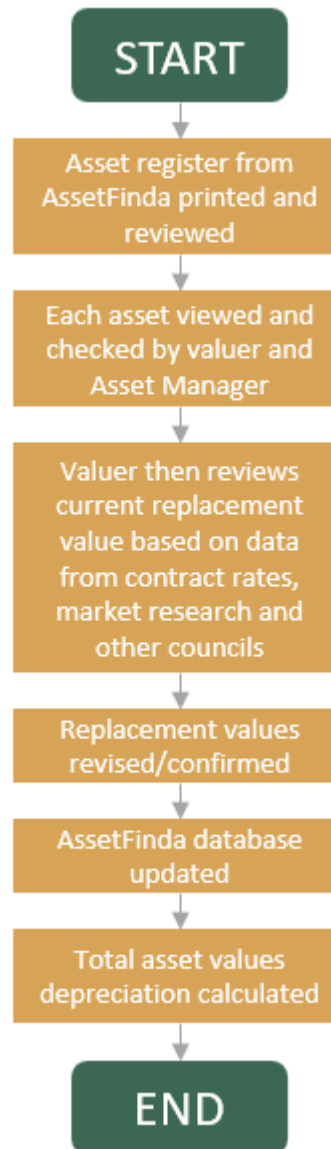 START
Asset register from
AssetFinda printed and
reviewed
Each asset viewed and
checked by valuer and
Asset Manager
Valuer then reviews
current replacement
value based on data
from contract rates,
market research and
other councils
Replacement values
revised/confirmed
AssetFinda database
updated
Total asset values
depreciation calculated
END